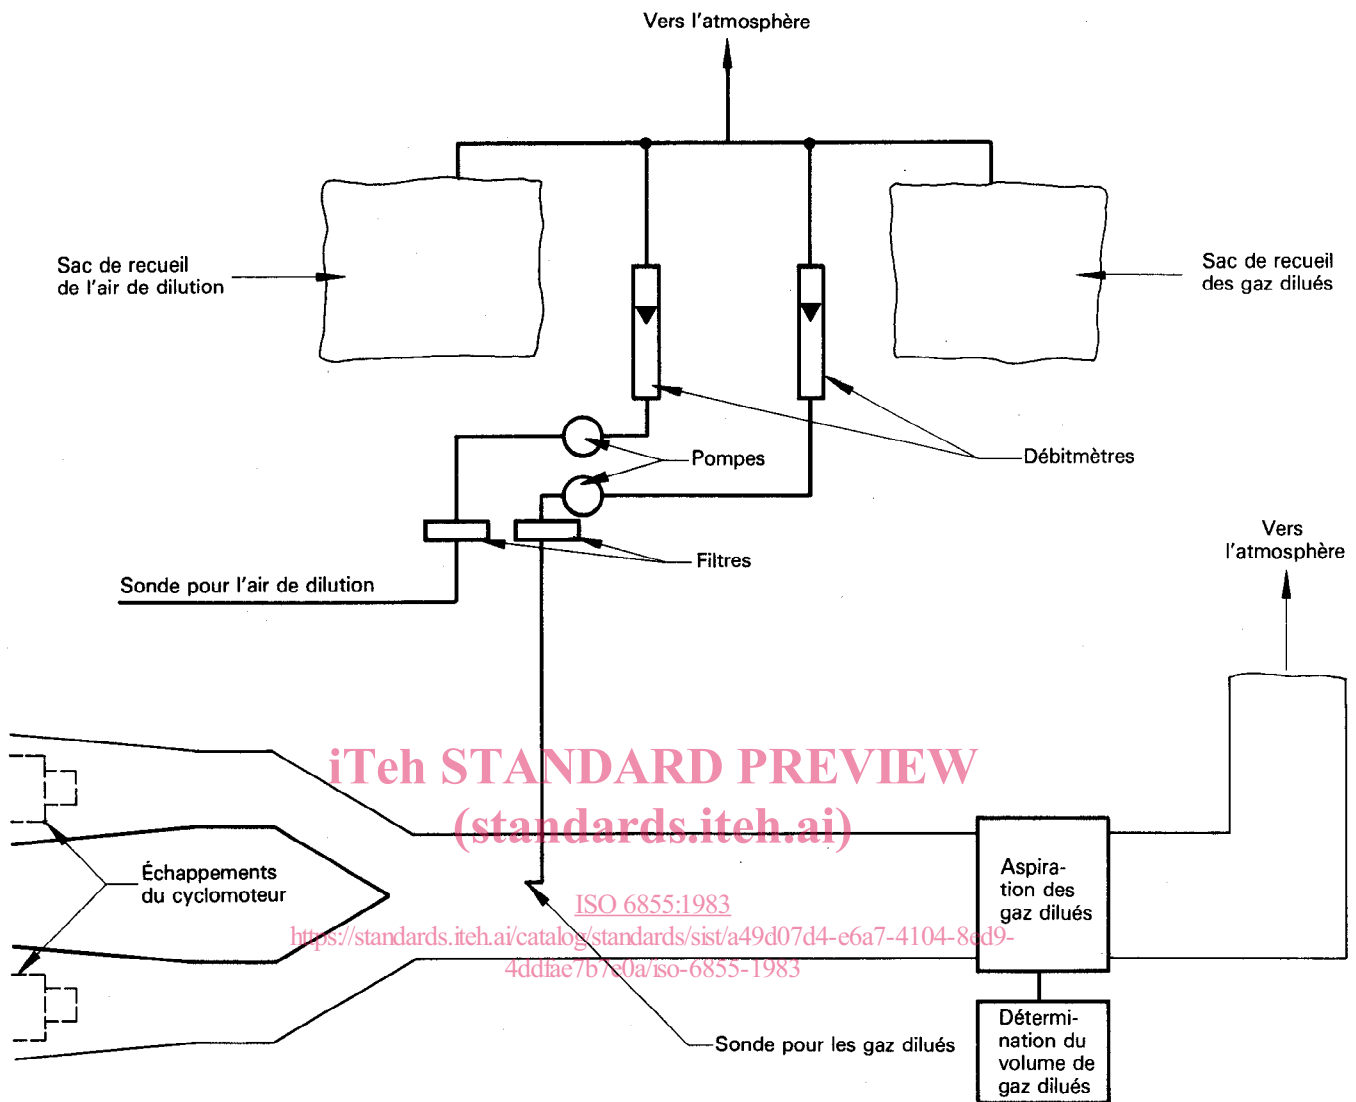 Vers l'atmosphère
Sac de recueil
de l'air de dilution
Sac de recueil
des gaz dilués
Pompes
Débitmètres
Filtres
Sonde pour l'air de dilution
Vers
l'atmosphère
iTeh STANDARD PREVIEW
(standards.iteh.ai)
Échappements
du cyclomoteur
Aspira-
tion des
gaz dilués
ISO 6855:1983
https://standards.iteh.ai/catalog/standards/sist/a49d07d4-e6a7-4104-8ed9-
4ddfae7b7e0a/iso-6855-1983
Sonde pour les gaz dilués
Détermi-
nation du
volume de
gaz dilués